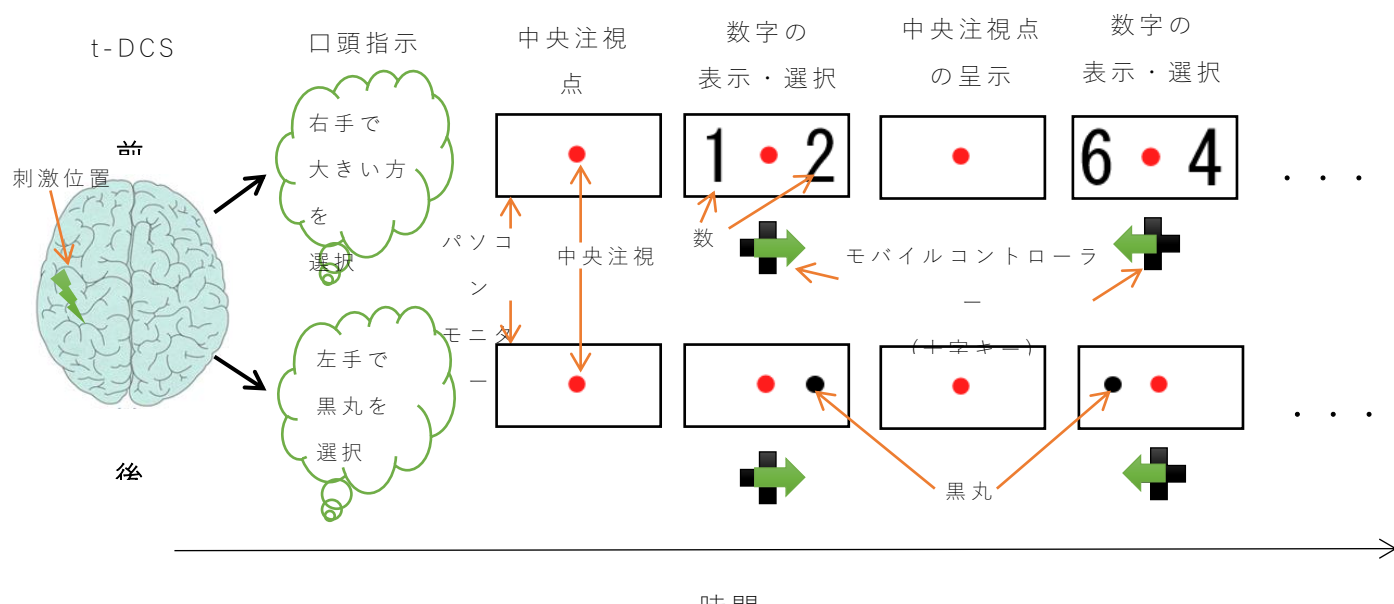 t-DCS
口頭指示
中央注視
点
数字の
表示・選択
中央注視点
の呈示
数字の
表示・選択
前
刺激位置
右手で
大きい方
を
選択
1
2
6
4
・・・
パソコ
ン
モニター
中央注視
数
モバイルコントローラ
ー
(十字キー)
左手で
黒丸を
選択
黒丸
・・・
後
時間